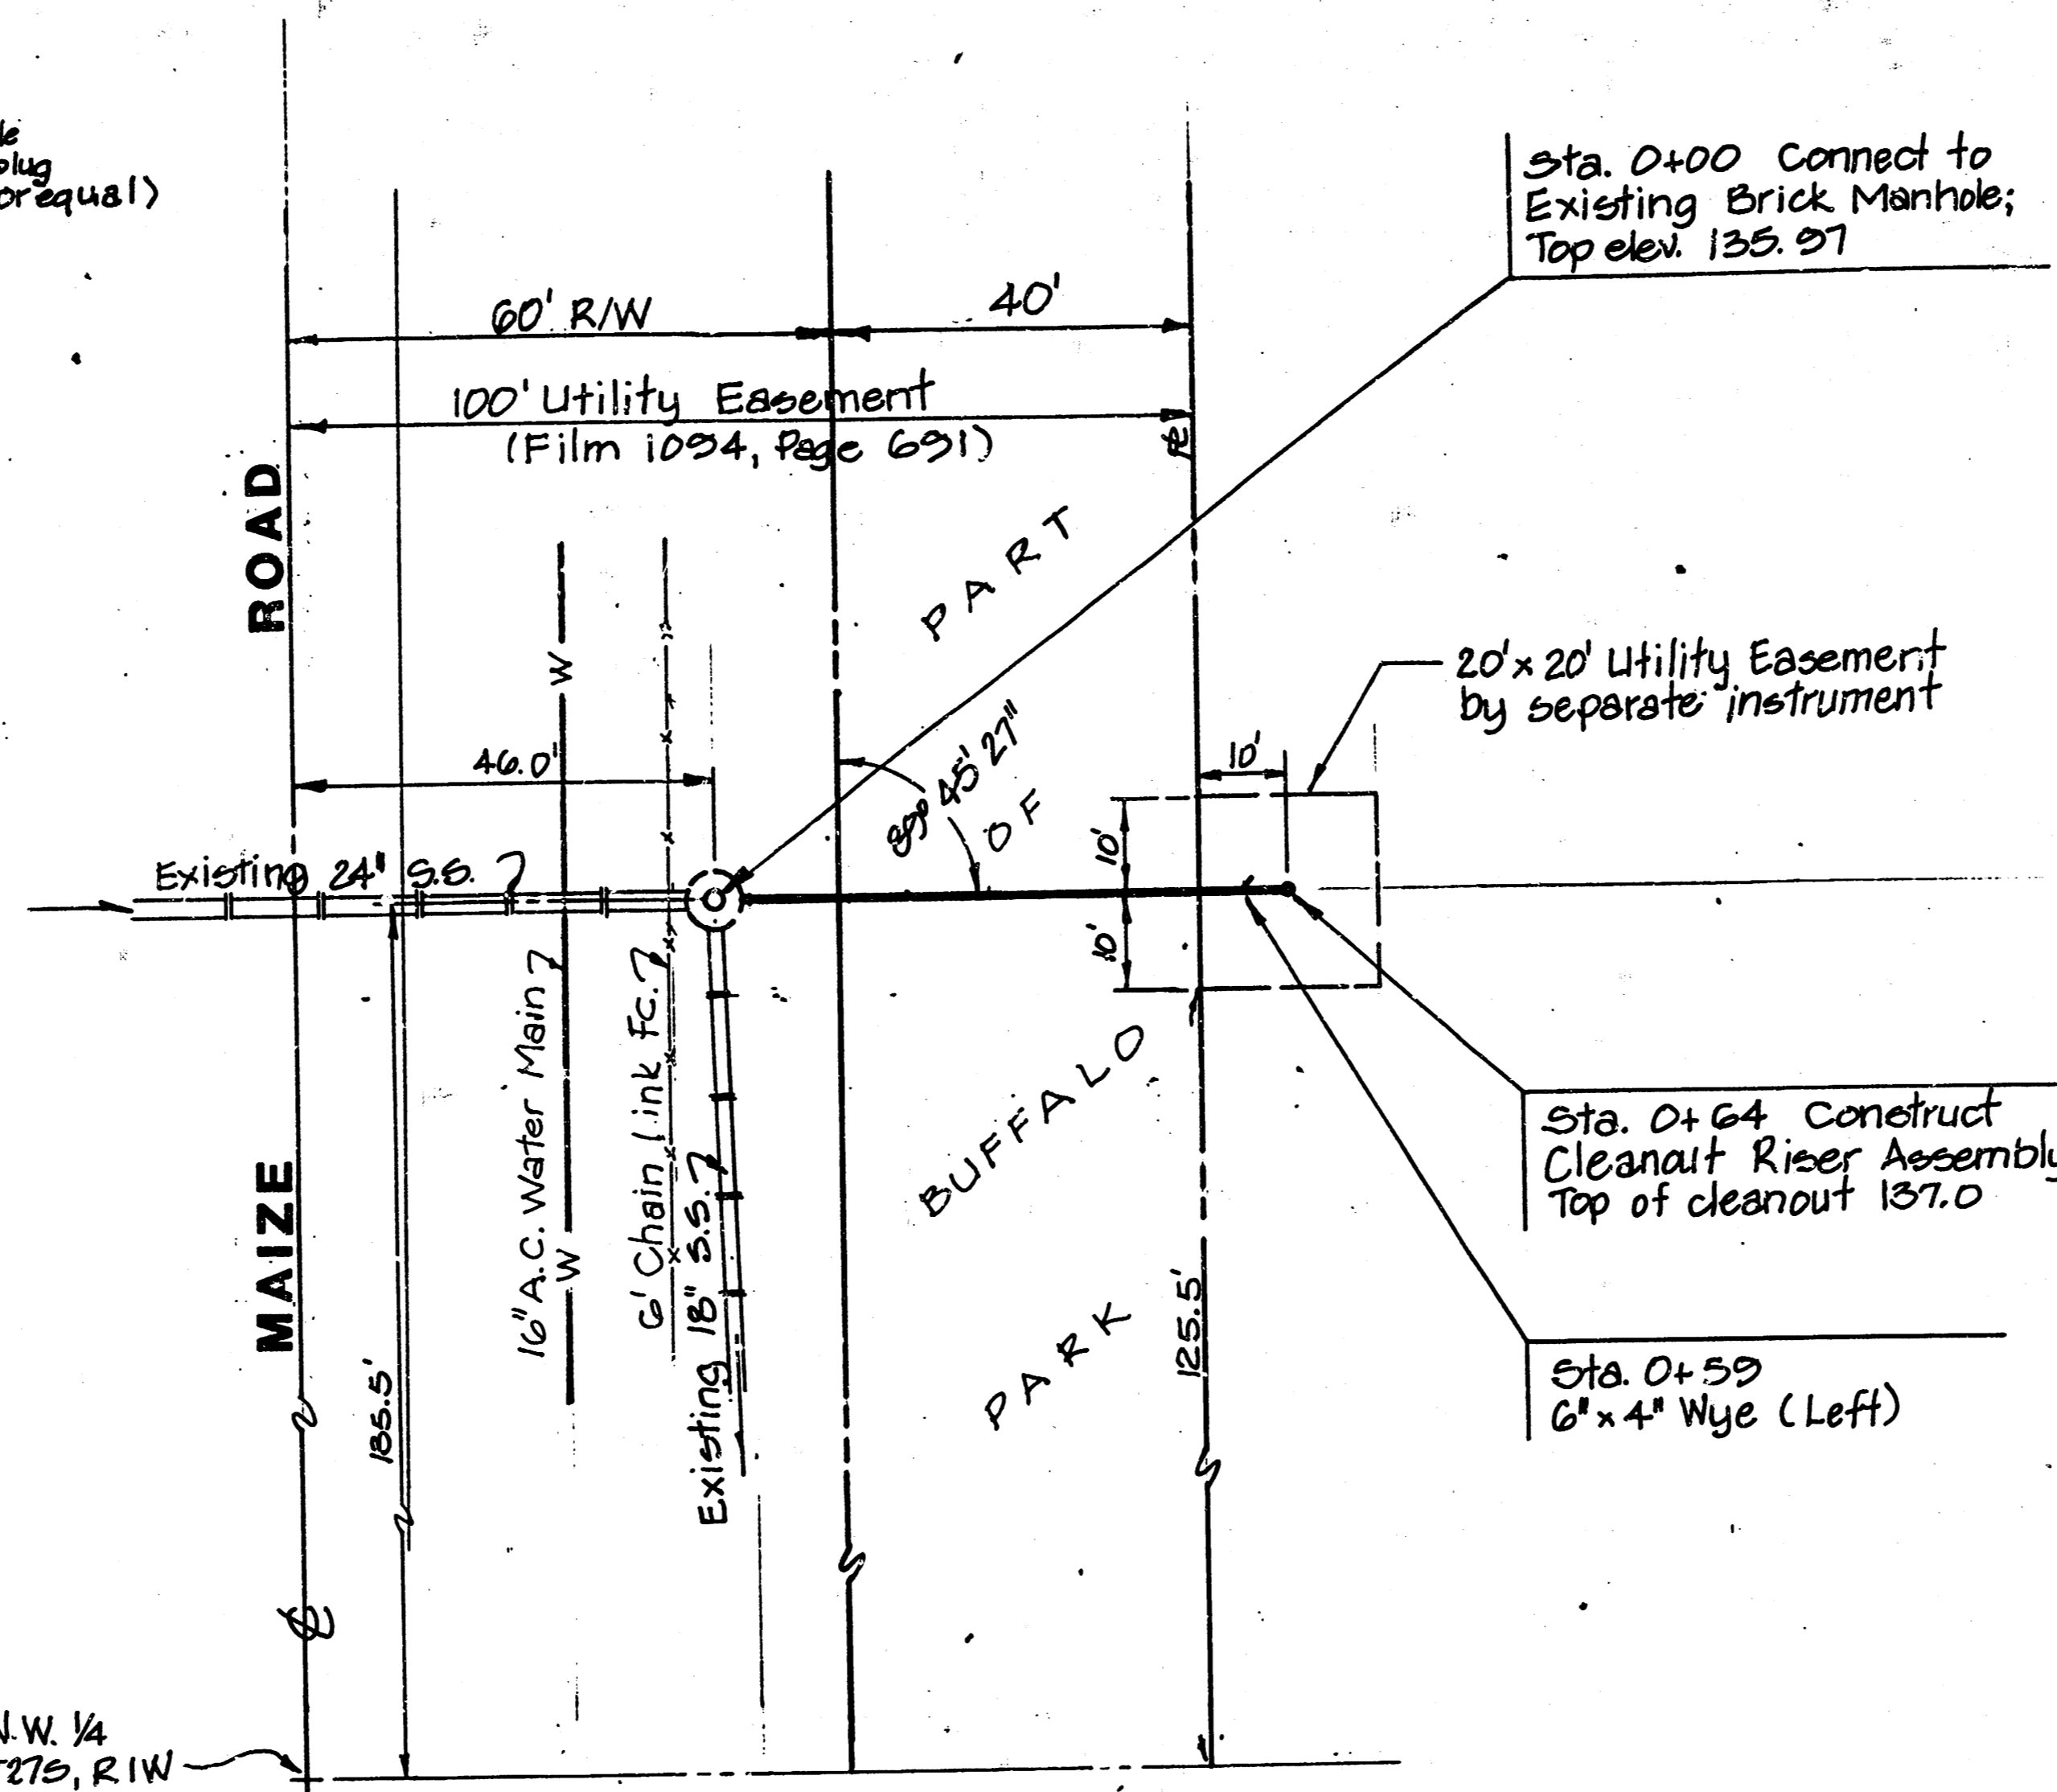 plug
or equal)
Sta. 0+00 Connect to
Existing Brick Manhole;
Top elev. 135.97
60' R/W
40'
100' Utility Easement
(Film 1094, Page 691)
ROAD
PART
20' x 20' Utility Easement
by separate instrument
W
46.0'
89° 45' 27"
10'
OF
10'
Existing 24" S.S.
10'
16" A.C. Water Main
6' Chain Link Fc.
BUFFALO
Sta. 0+64 Construct
Cleanout Riser Assembly
Top of cleanout 137.0
MAIZE
W
Existing 18" S.S.
125.5'
PARK
185.5'
Sta. 0+59
6" x 4" Wye (Left)
N.W. 1/4
T27S, R1W